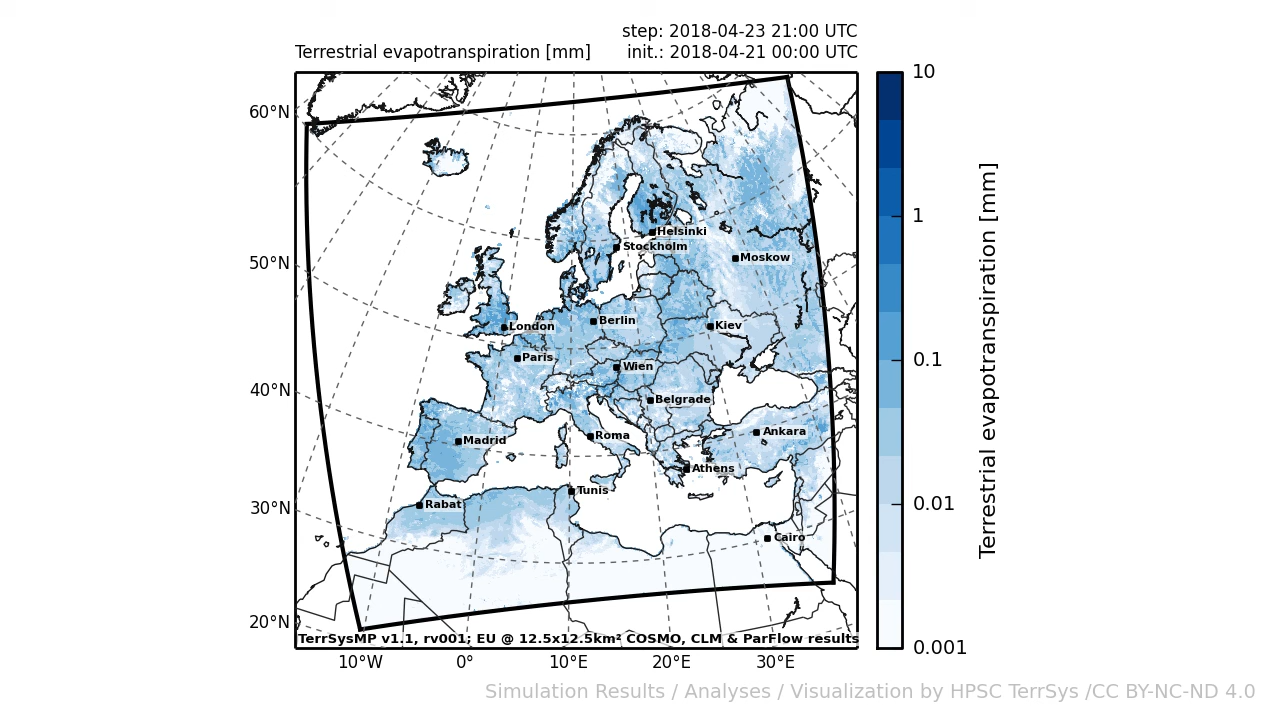 step: 2018-04-23 21:00 UTC
Terrestrial evapotranspiration [mm] init.: 2018-04-21 00:00 UTC
60°N
50°N
40°N
30°N
20°N
Helsinki
Stockholm
Moskow
London
Berlin
Kiev
Paris
Wien
Belgrade
Madrid
Roma
Ankara
Athens
Rabat
Tunis
Cairo
TerrSysMP v1.1, rv001; EU @ 12.5x12.5km² COSMO, CLM & ParFlow results
10°W 0° 10°E 20°E 30°E
10
1
0.1
0.01
0.001
Terrestrial evapotranspiration [mm]
Simulation Results / Analyses / Visualization by HPSC TerrSys /CC BY-NC-ND 4.0